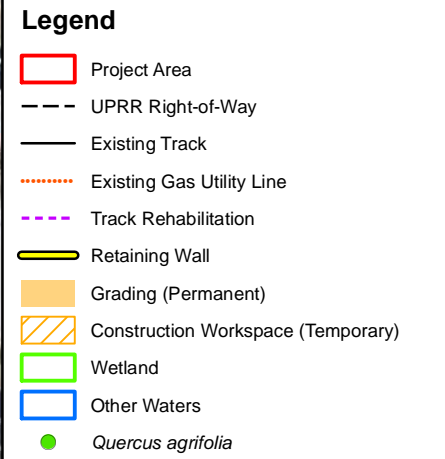 Legend
Project Area
UPRR Right-of-Way
Existing Track
Existing Gas Utility Line
Track Rehabilitation
Retaining Wall
Grading (Permanent)
Construction Workspace (Temporary)
Wetland
Other Waters
Quercus agrifolia